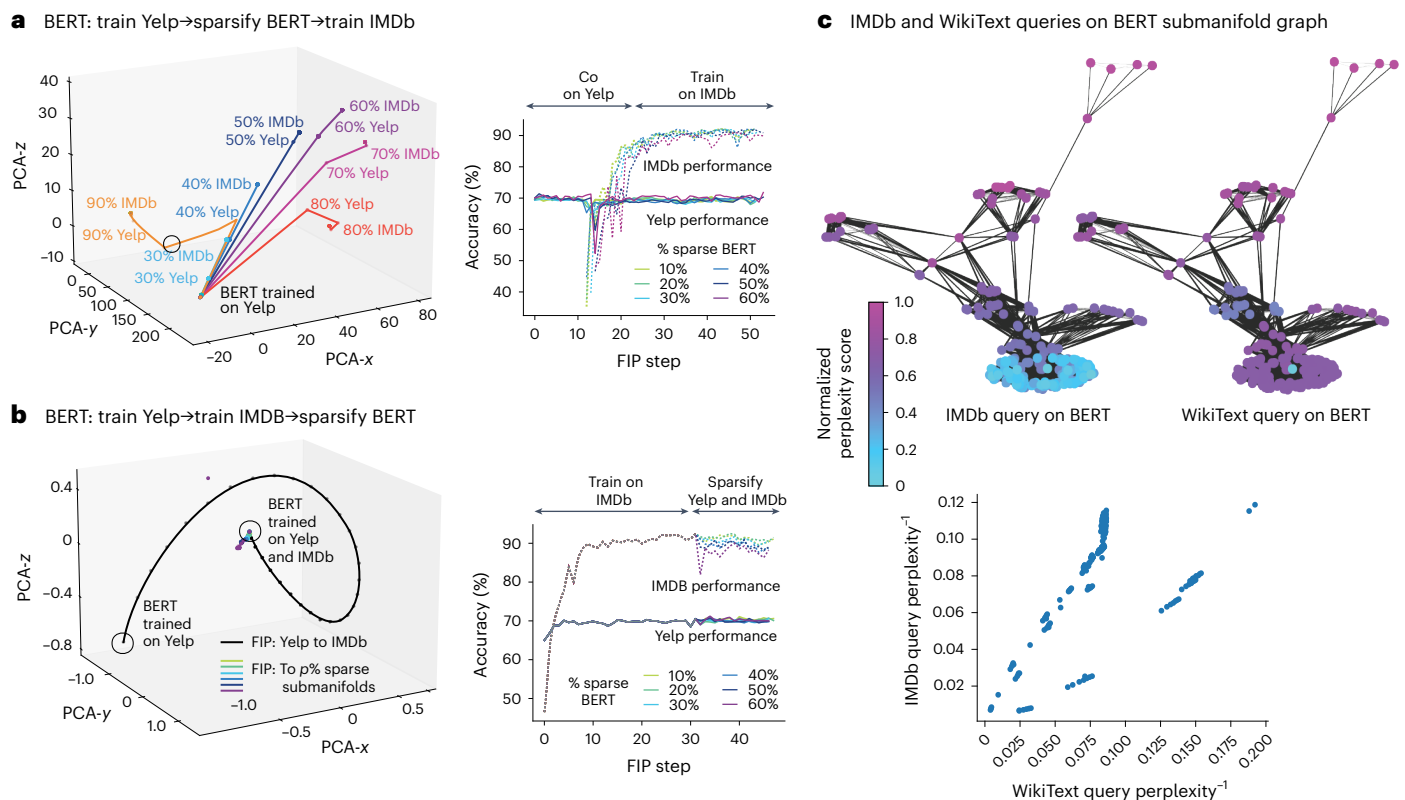 a BERT: train Yelp→sparsify BERT→train IMDb
PCA-z
40
30
20
10
0
−10
0
50
100
150
200
PCA-y
−20
0
20
40
60
80
PCA-x
60% IMDb
50% IMDb
60% Yelp
50% Yelp
70% IMDb
70% Yelp
40% IMDb
90% IMDb
80% Yelp
40% Yelp
90% Yelp
80% IMDb
30% IMDb
30% Yelp
BERT trained
on Yelp
Co
on Yelp
Train
on IMDb
Accuracy (%)
90
80
70
60
50
40
IMDb performance
Yelp performance
% sparse BERT
10%
20%
30%
40%
50%
60%
0
10
20
30
40
50
FIP step
b BERT: train Yelp→train IMDB→sparsify BERT
PCA-z
0.4
0
−0.4
−0.8
−1.0
0
1.0
PCA-y
−1.0
−0.5
0
0.5
PCA-x
BERT
trained
on Yelp
and IMDb
BERT
trained
on Yelp
FIP: Yelp to IMDb
FIP: To p% sparse
submanifolds
Train on
IMDb
Sparsify
Yelp and IMDb
Accuracy (%)
90
80
70
60
50
IMDB performance
Yelp performance
% sparse
BERT
10%
20%
30%
40%
50%
60%
0
10
20
30
40
FIP step
c IMDb and WikiText queries on BERT submanifold graph
Normalized
perplexity score
1.0
0.8
0.6
0.4
0.2
0
IMDb query on BERT
WikiText query on BERT
IMDb query perplexity⁻¹
0.12
0.10
0.08
0.06
0.04
0.02
0
0.025
0.050
0.075
0.100
0.125
0.150
0.175
0.200
WikiText query perplexity⁻¹